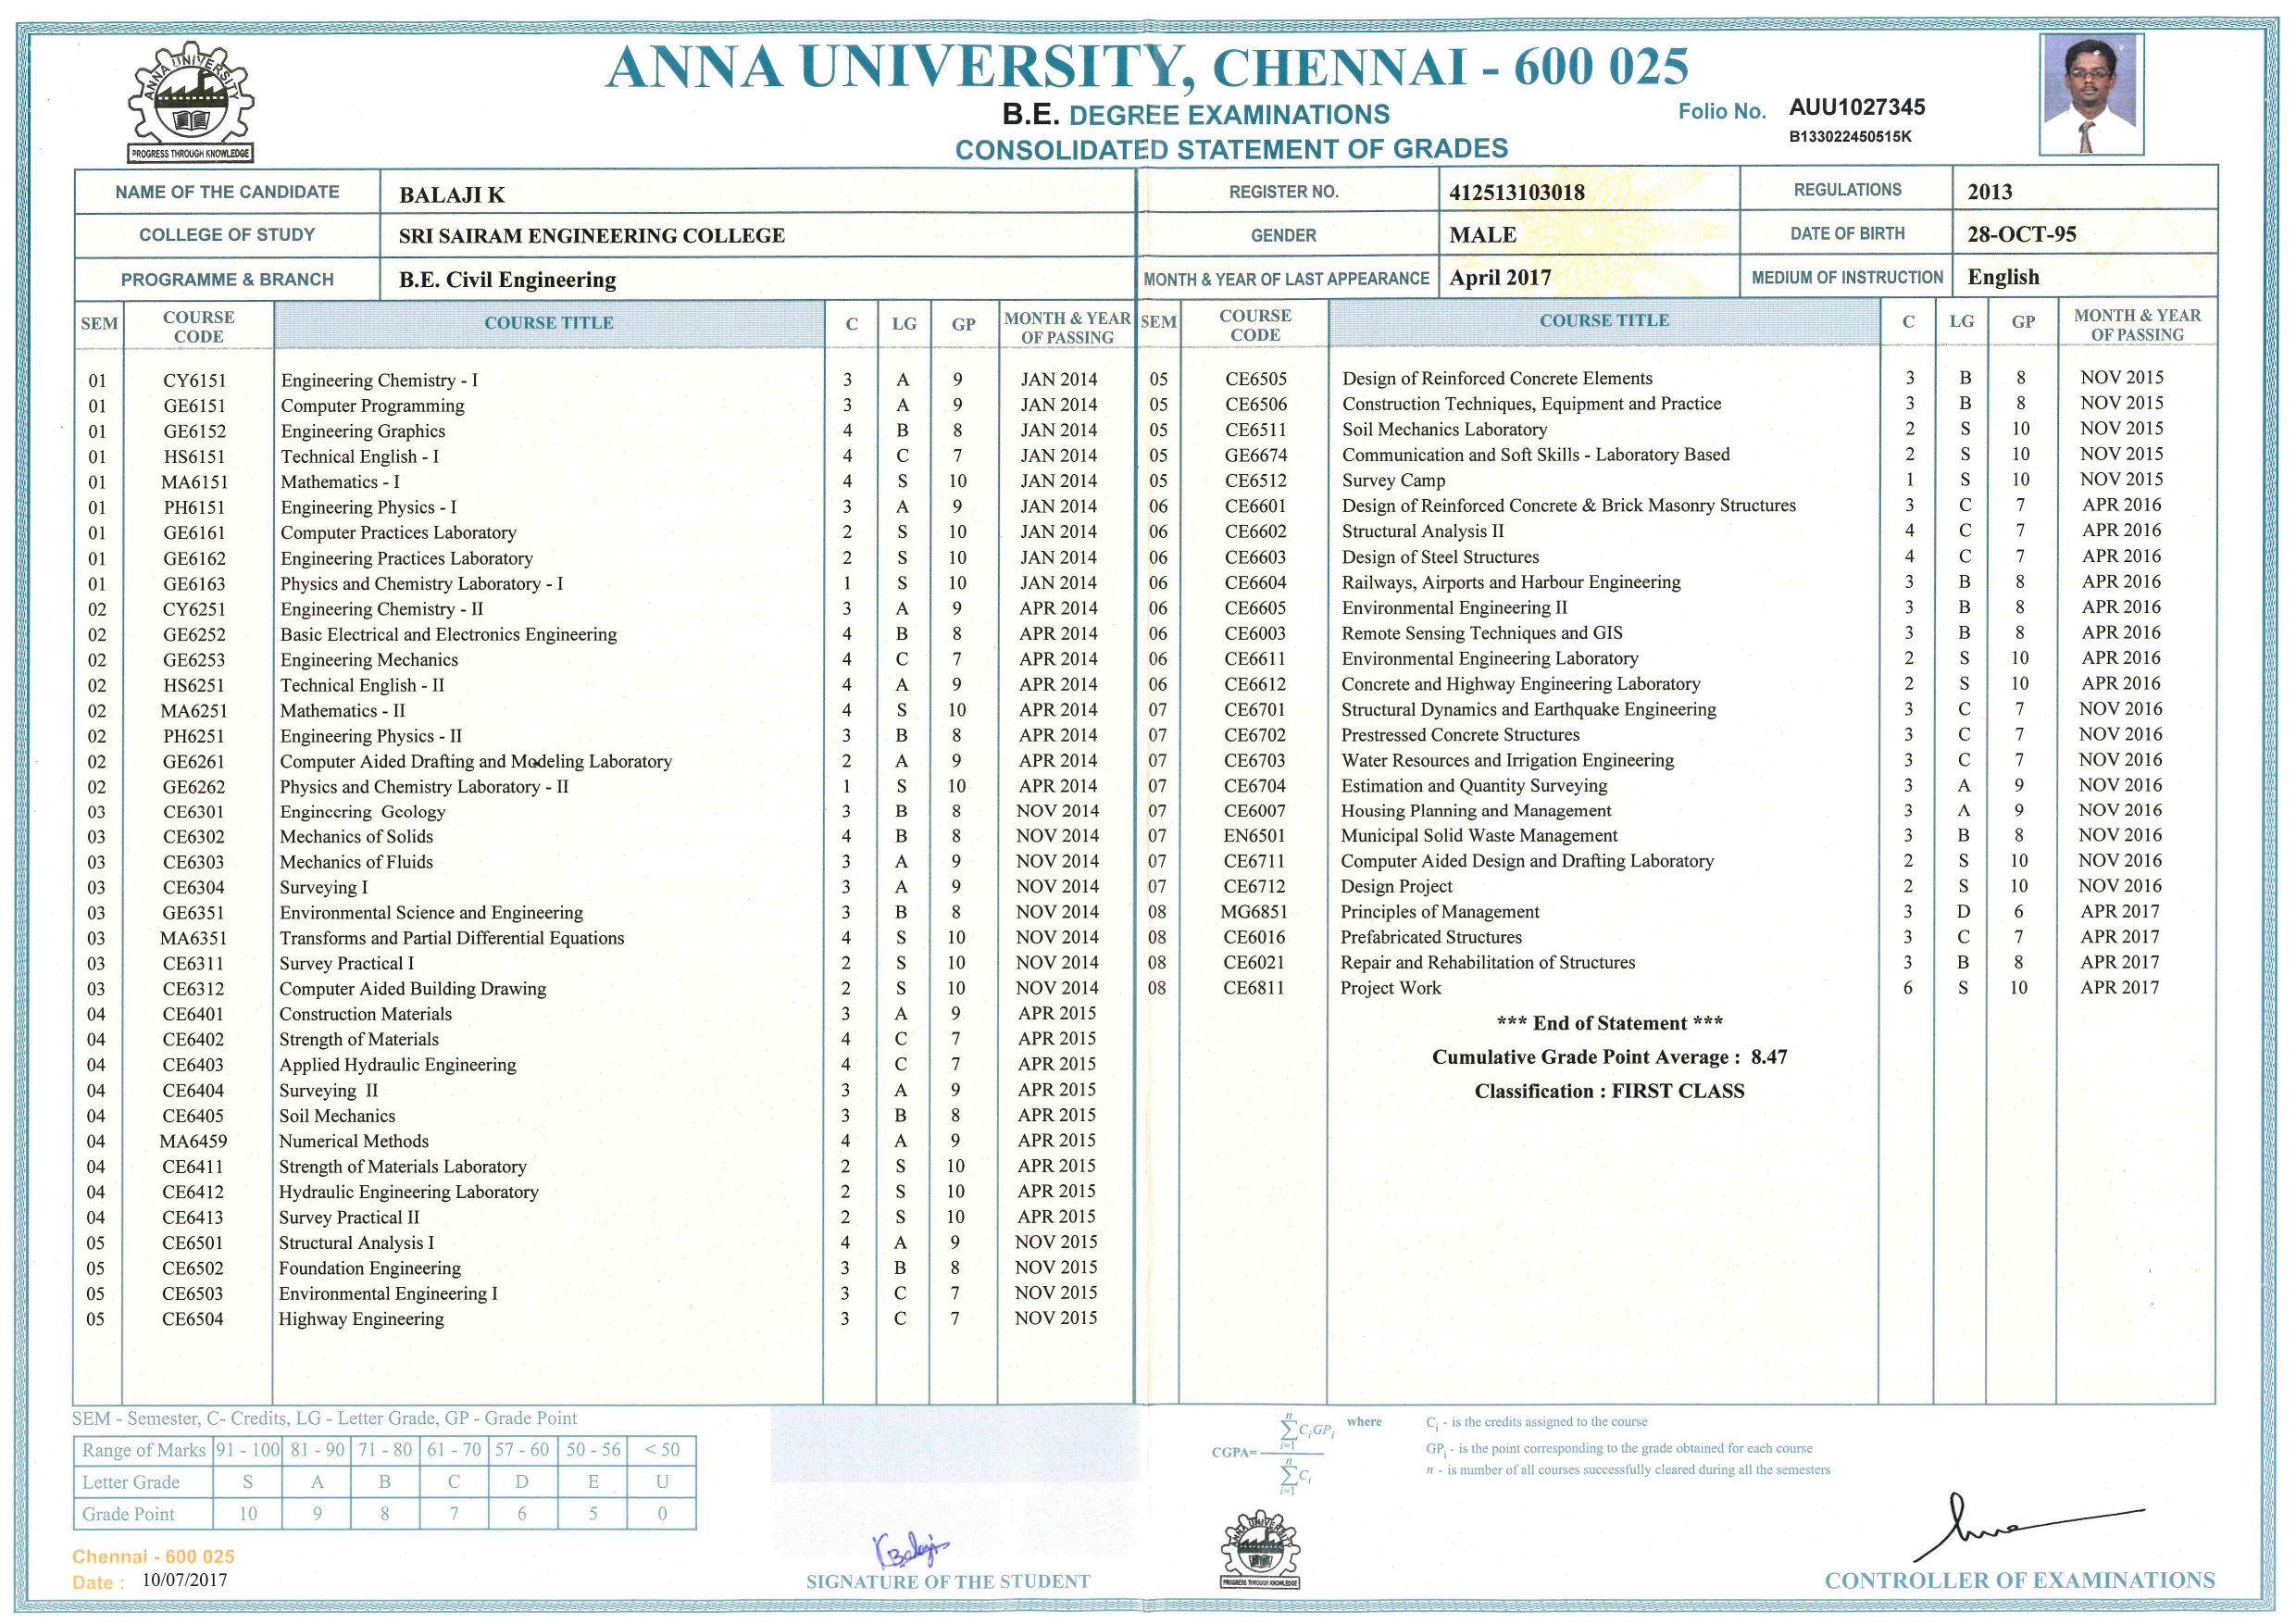 ANNA UNIVERSITY
PROGRESS THROUGH KNOWLEDGE
ANNA UNIVERSITY, CHENNAI - 600 025
B.E. DEGREE EXAMINATIONS
CONSOLIDATED STATEMENT OF GRADES
Folio No. AUU1027345
B133022450515K
NAME OF THE CANDIDATE BALAJI K REGISTER NO. 412513103018 REGULATIONS 2013
COLLEGE OF STUDY SRI SAIRAM ENGINEERING COLLEGE GENDER MALE DATE OF BIRTH 28-OCT-95
PROGRAMME & BRANCH B.E. Civil Engineering MONTH & YEAR OF LAST APPEARANCE April 2017 MEDIUM OF INSTRUCTION English
SEM COURSE CODE COURSE TITLE C LG GP MONTH & YEAR OF PASSING
01 CY6151 Engineering Chemistry - I 3 A 9 JAN 2014
01 GE6151 Computer Programming 3 A 9 JAN 2014
01 GE6152 Engineering Graphics 4 B 8 JAN 2014
01 HS6151 Technical English - I 4 C 7 JAN 2014
01 MA6151 Mathematics - I 4 S 10 JAN 2014
01 PH6151 Engineering Physics - I 3 A 9 JAN 2014
01 GE6161 Computer Practices Laboratory 2 S 10 JAN 2014
01 GE6162 Engineering Practices Laboratory 2 S 10 JAN 2014
01 GE6163 Physics and Chemistry Laboratory - I 1 S 10 JAN 2014
02 CY6251 Engineering Chemistry - II 3 A 9 APR 2014
02 GE6252 Basic Electrical and Electronics Engineering 4 B 8 APR 2014
02 GE6253 Engineering Mechanics 4 C 7 APR 2014
02 HS6251 Technical English - II 4 A 9 APR 2014
02 MA6251 Mathematics - II 4 S 10 APR 2014
02 PH6251 Engineering Physics - II 3 B 8 APR 2014
02 GE6261 Computer Aided Drafting and Modeling Laboratory 2 A 9 APR 2014
02 GE6262 Physics and Chemistry Laboratory - II 1 S 10 APR 2014
03 CE6301 Engineering Geology 3 B 8 NOV 2014
03 CE6302 Mechanics of Solids 4 B 8 NOV 2014
03 CE6303 Mechanics of Fluids 3 A 9 NOV 2014
03 CE6304 Surveying I 3 A 9 NOV 2014
03 GE6351 Environmental Science and Engineering 3 B 8 NOV 2014
03 MA6351 Transforms and Partial Differential Equations 4 S 10 NOV 2014
03 CE6311 Survey Practical I 2 S 10 NOV 2014
03 CE6312 Computer Aided Building Drawing 2 S 10 NOV 2014
04 CE6401 Construction Materials 3 A 9 APR 2015
04 CE6402 Strength of Materials 4 C 7 APR 2015
04 CE6403 Applied Hydraulic Engineering 4 C 7 APR 2015
04 CE6404 Surveying II 3 A 9 APR 2015
04 CE6405 Soil Mechanics 3 B 8 APR 2015
04 MA6459 Numerical Methods 4 A 9 APR 2015
04 CE6411 Strength of Materials Laboratory 2 S 10 APR 2015
04 CE6412 Hydraulic Engineering Laboratory 2 S 10 APR 2015
04 CE6413 Survey Practical II 2 S 10 APR 2015
05 CE6501 Structural Analysis I 4 A 9 NOV 2015
05 CE6502 Foundation Engineering 3 B 8 NOV 2015
05 CE6503 Environmental Engineering I 3 C 7 NOV 2015
05 CE6504 Highway Engineering 3 C 7 NOV 2015
SEM COURSE CODE COURSE TITLE C LG GP MONTH & YEAR OF PASSING
05 CE6505 Design of Reinforced Concrete Elements 3 B 8 NOV 2015
05 CE6506 Construction Techniques, Equipment and Practice 3 B 8 NOV 2015
05 CE6511 Soil Mechanics Laboratory 2 S 10 NOV 2015
05 GE6674 Communication and Soft Skills - Laboratory Based 2 S 10 NOV 2015
05 CE6512 Survey Camp 1 S 10 NOV 2015
06 CE6601 Design of Reinforced Concrete & Brick Masonry Structures 3 C 7 APR 2016
06 CE6602 Structural Analysis II 4 C 7 APR 2016
06 CE6603 Design of Steel Structures 4 C 7 APR 2016
06 CE6604 Railways, Airports and Harbour Engineering 3 B 8 APR 2016
06 CE6605 Environmental Engineering II 3 B 8 APR 2016
06 CE6003 Remote Sensing Techniques and GIS 3 B 8 APR 2016
06 CE6611 Environmental Engineering Laboratory 2 S 10 APR 2016
06 CE6612 Concrete and Highway Engineering Laboratory 2 S 10 APR 2016
07 CE6701 Structural Dynamics and Earthquake Engineering 3 C 7 NOV 2016
07 CE6702 Prestressed Concrete Structures 3 C 7 NOV 2016
07 CE6703 Water Resources and Irrigation Engineering 3 C 7 NOV 2016
07 CE6704 Estimation and Quantity Surveying 3 A 9 NOV 2016
07 CE6007 Housing Planning and Management 3 A 9 NOV 2016
07 EN6501 Municipal Solid Waste Management 3 B 8 NOV 2016
07 CE6711 Computer Aided Design and Drafting Laboratory 2 S 10 NOV 2016
07 CE6712 Design Project 2 S 10 NOV 2016
08 MG6851 Principles of Management 3 D 6 APR 2017
08 CE6016 Prefabricated Structures 3 C 7 APR 2017
08 CE6021 Repair and Rehabilitation of Structures 3 B 8 APR 2017
08 CE6811 Project Work 6 S 10 APR 2017
*** End of Statement ***
Cumulative Grade Point Average : 8.47
Classification : FIRST CLASS
SEM - Semester, C- Credits, LG - Letter Grade, GP - Grade Point
Range of Marks 91 - 100 81 - 90 71 - 80 61 - 70 57 - 60 50 - 56 < 50
Letter Grade S A B C D E U
Grade Point 10 9 8 7 6 5 0
Chennai - 600 025
Date : 10/07/2017
K Balaji
SIGNATURE OF THE STUDENT
CGPA= n ∑ i=1 CiGPi / n ∑ i=1 Ci where
Ci - is the credits assigned to the course
GPi - is the point corresponding to the grade obtained for each course
n - is number of all courses successfully cleared during all the semesters
ANNA UNIVERSITY
PROGRESS THROUGH KNOWLEDGE
CONTROLLER OF EXAMINATIONS